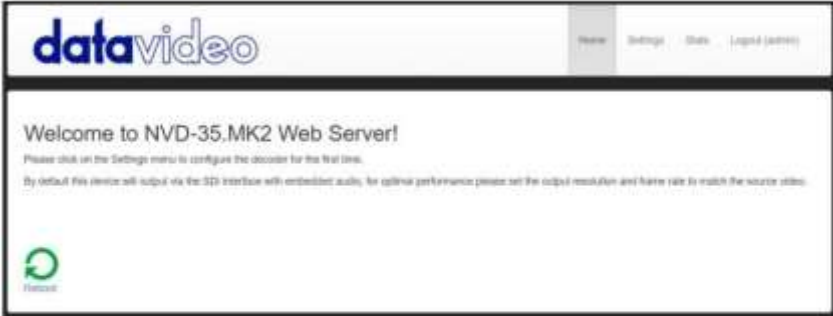 datavideo
Home Settings Stats Logout (admin)
Welcome to NVD-35.MK2 Web Server!
Please click on the Settings menu to configure the decoder for the first time.
By default this device will output via the SDI interface with embedded audio, for optimal performance please set the output resolution and frame rate to match the source video.
Reboot